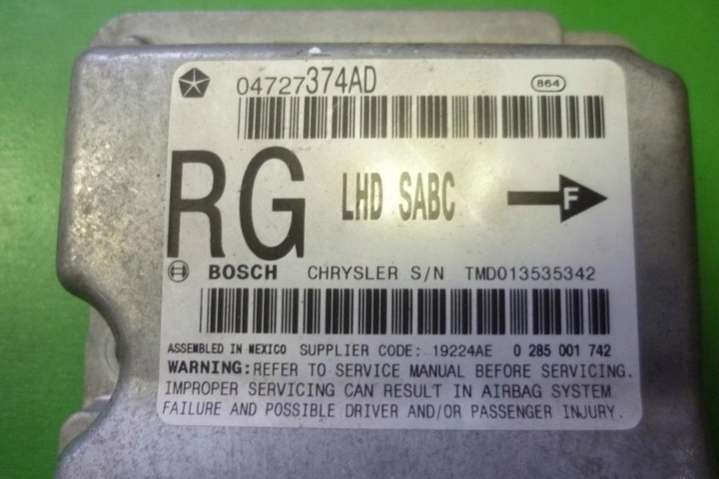 04727374AD 864
RG LHD SABC F
BOSCH CHRYSLER S/N TMD013535342
ASSEMBLED IN MEXICO SUPPLIER CODE: 19224AE 0 285 001 742
WARNING: REFER TO SERVICE MANUAL BEFORE SERVICING.
IMPROPER SERVICING CAN RESULT IN AIRBAG SYSTEM
FAILURE AND POSSIBLE DRIVER AND/OR PASSENGER INJURY.